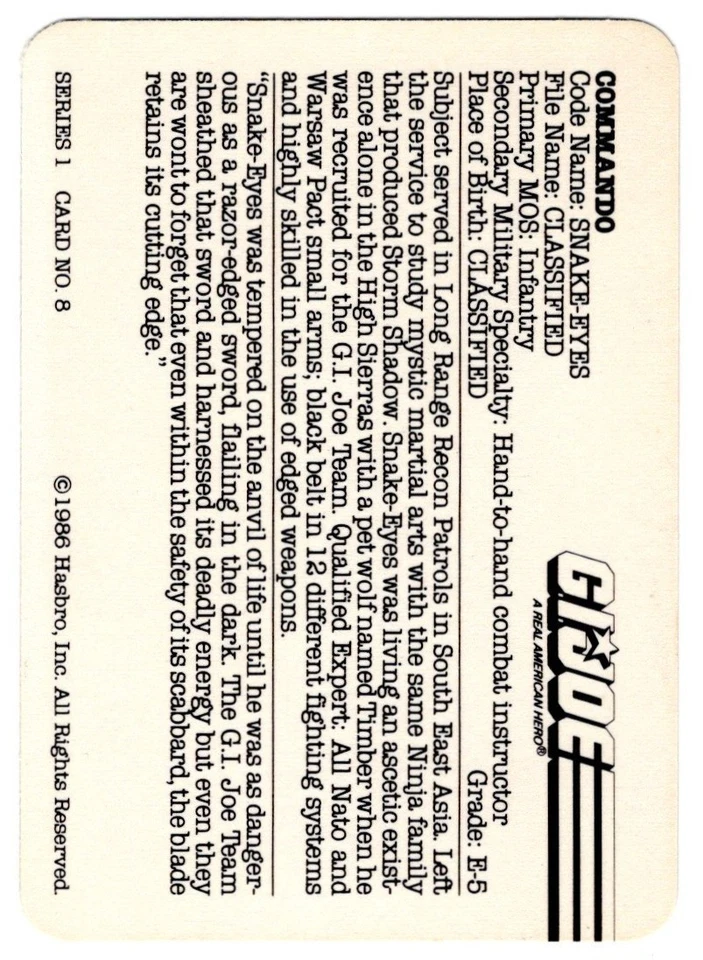 COMMANDO
Code Name: SNAKE-EYES
File Name: CLASSIFIED
Primary MOS: Infantry
Secondary Military Specialty: Hand-to-hand combat instructor
Place of Birth: CLASSIFIED Grade: E-5
G.I. JOE
A REAL AMERICAN HERO®
Subject served in Long Range Recon Patrols in South East Asia. Left
the service to study mystic martial arts with the same Ninja family
that produced Storm Shadow. Snake-Eyes was living an ascetic exist-
ence alone in the High Sierras with a pet wolf named Timber when he
was recruited for the G.I. Joe Team. Qualified Expert: All Nato and
Warsaw Pact small arms; black belt in 12 different fighting systems
and highly skilled in the use of edged weapons.
“Snake-Eyes was tempered on the anvil of life until he was as danger-
ous as a razor-edged sword, flailing in the dark. The G.I. Joe Team
sheathed that sword and harnessed its deadly energy but even they
are wont to forget that even within the safety of its scabbard, the blade
retains its cutting edge.”
SERIES 1 CARD NO. 8 ©1986 Hasbro, Inc. All Rights Reserved.